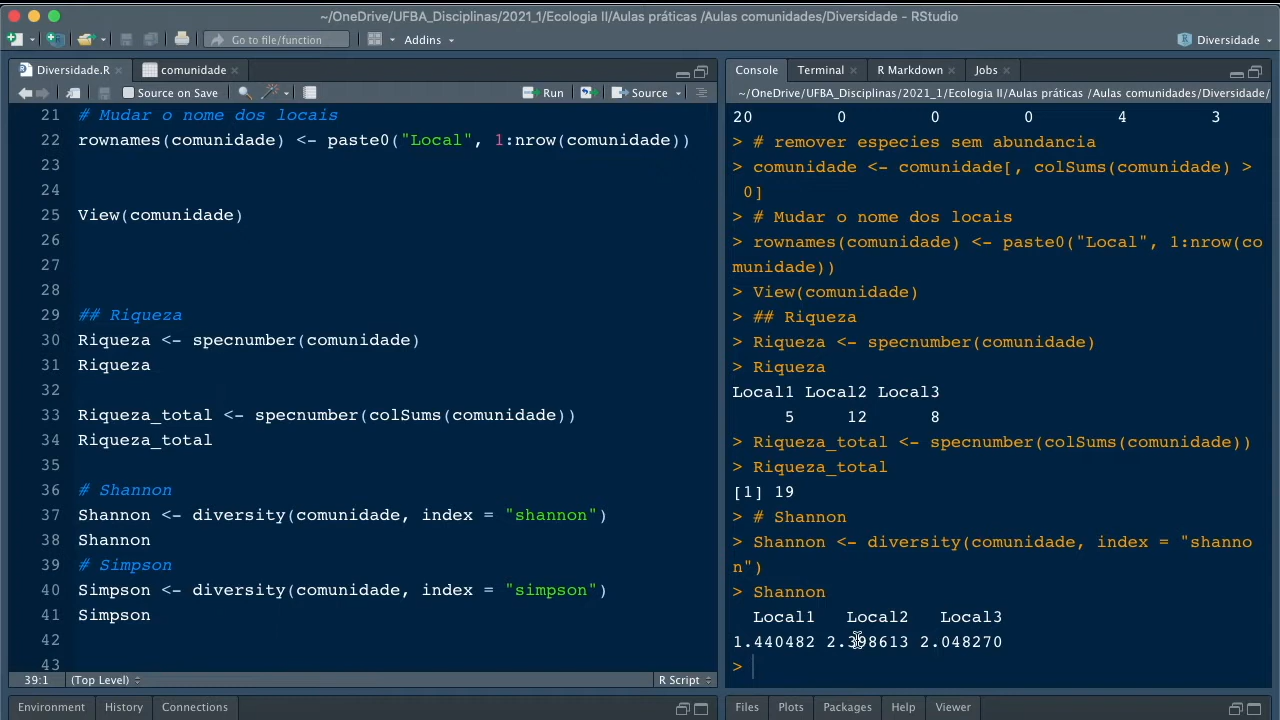 ~/OneDrive/UFBA_Disciplinas/2021_1/Ecologia II/Aulas práticas /Aulas comunidades/Diversidade - RStudio
Go to file/function
Addins
Diversidade
Diversidade.R
comunidade
Source on Save
Run
Source
21 # Mudar o nome dos locais
22 rownames(comunidade) <- paste0("Local", 1:nrow(comunidade))
23
24
25 View(comunidade)
26
27
28
29 ## Riqueza
30 Riqueza <- specnumber(comunidade)
31 Riqueza
32
33 Riqueza_total <- specnumber(colSums(comunidade))
34 Riqueza_total
35
36 # Shannon
37 Shannon <- diversity(comunidade, index = "shannon")
38 Shannon
39 # Simpson
40 Simpson <- diversity(comunidade, index = "simpson")
41 Simpson
42
43
39:1 (Top Level)
R Script
Environment History Connections
Console Terminal R Markdown Jobs
~/OneDrive/UFBA_Disciplinas/2021_1/Ecologia II/Aulas práticas /Aulas comunidades/Diversidade/
20 0 0 0 4 3
> # remover especies sem abundancia
> comunidade <- comunidade[, colSums(comunidade) >
0]
> # Mudar o nome dos locais
> rownames(comunidade) <- paste0("Local", 1:nrow(co
munidade))
> View(comunidade)
> ## Riqueza
> Riqueza <- specnumber(comunidade)
> Riqueza
Local1 Local2 Local3
5 12 8
> Riqueza_total <- specnumber(colSums(comunidade))
> Riqueza_total
[1] 19
> # Shannon
> Shannon <- diversity(comunidade, index = "shanno
n")
> Shannon
Local1 Local2 Local3
1.440482 2.398613 2.048270
>
Files Plots Packages Help Viewer